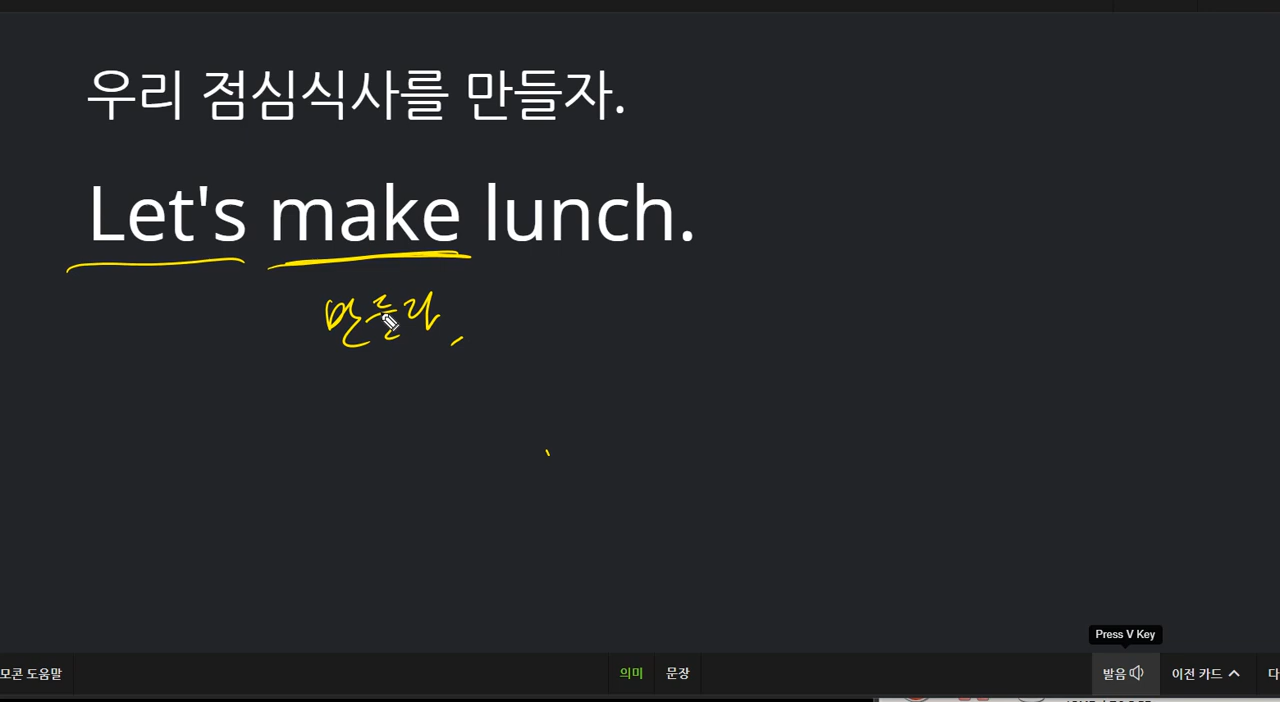 우리 점심식사를 만들자.
Let's make lunch.
만들다,
Press V Key
모콘 도움말
의미
문장
발음
이전 카드
다